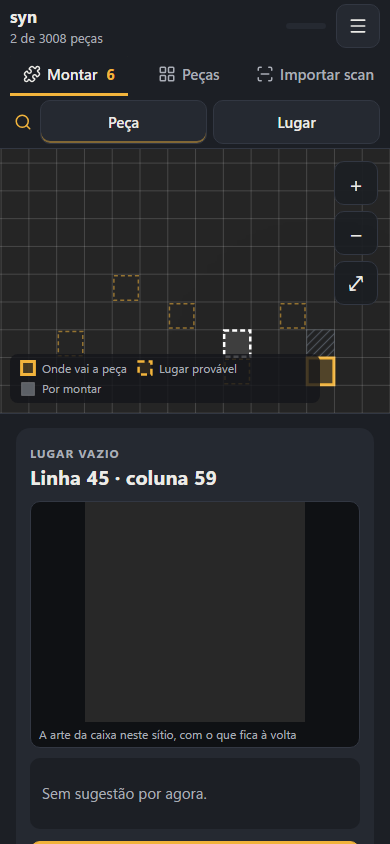 syn
2 de 3008 peças
Montar 6
Peças
Importar scan
Peça
Lugar
+
−
Onde vai a peça
Lugar provável
Por montar
LUGAR VAZIO
Linha 45 · coluna 59
A arte da caixa neste sítio, com o que fica à volta
Sem sugestão por agora.